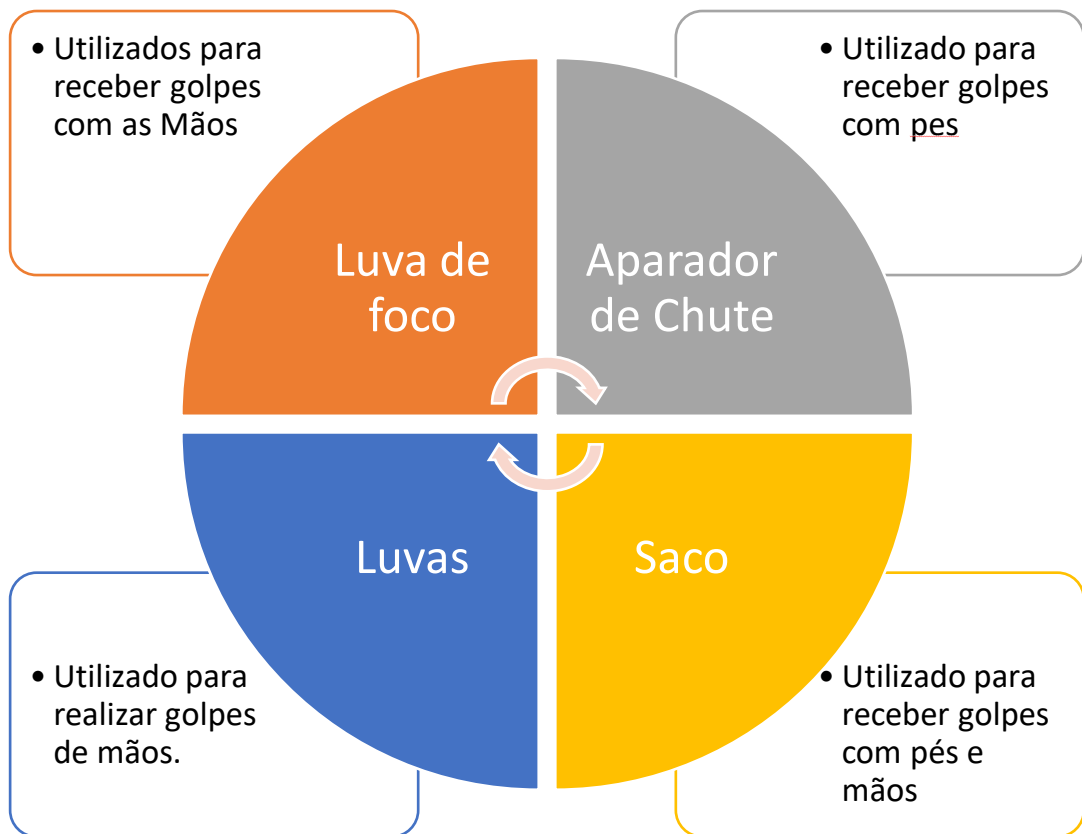 • Utilizados para
receber golpes
com as Mãos
• Utilizado para
receber golpes
com pes
Luva de
foco
Aparador
de Chute
Luvas
Saco
• Utilizado para
realizar golpes
de mãos.
• Utilizado para
receber golpes
com pés e
mãos